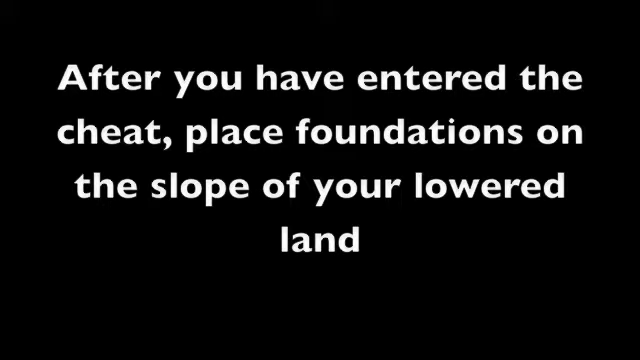 After you have entered the
cheat, place foundations on
the slope of your lowered
land